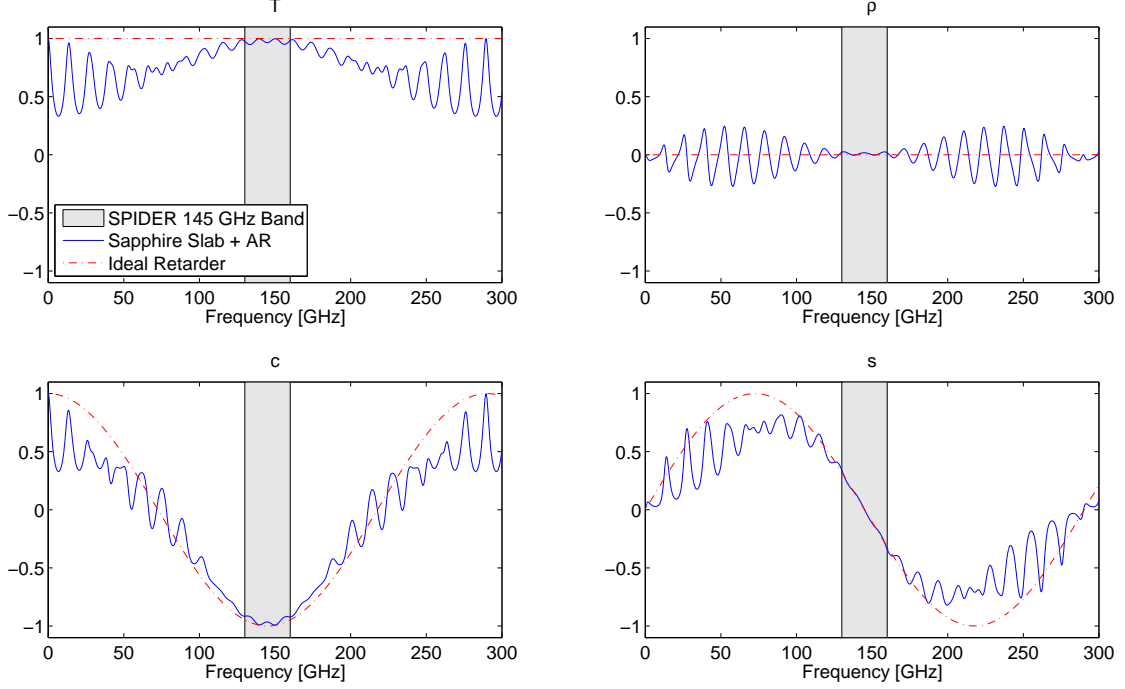 T
1
0.5
0
−0.5
−1
SPIDER 145 GHz Band
Sapphire Slab + AR
Ideal Retarder
0 50 100 150 200 250 300
Frequency [GHz]
ρ
1
0.5
0
−0.5
−1
0 50 100 150 200 250 300
Frequency [GHz]
c
1
0.5
0
−0.5
−1
0 50 100 150 200 250 300
Frequency [GHz]
s
1
0.5
0
−0.5
−1
0 50 100 150 200 250 300
Frequency [GHz]